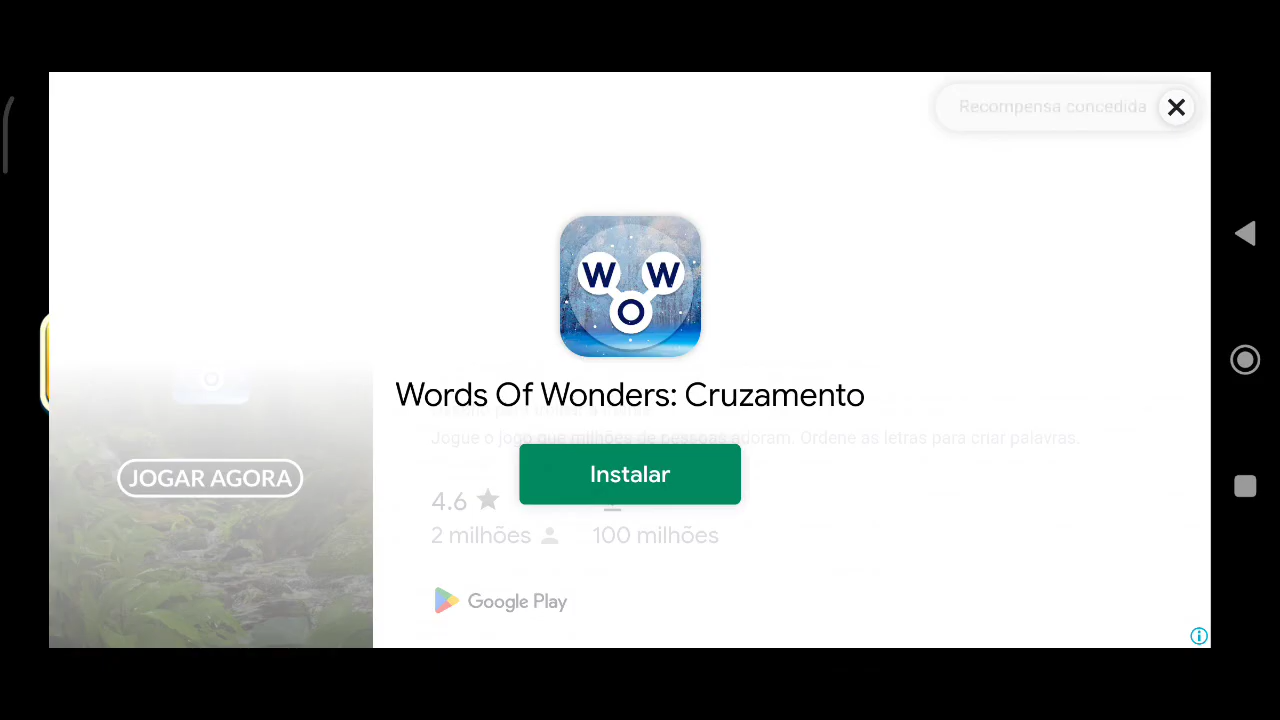 Recompensa concedida
W W
O
Words Of Wonders: Cruzamento
Jogue o jogo que milhões de pessoas adoram. Ordene as letras para criar palavras.
Instalar
JOGAR AGORA
4.6
2 milhões 100 milhões
Google Play